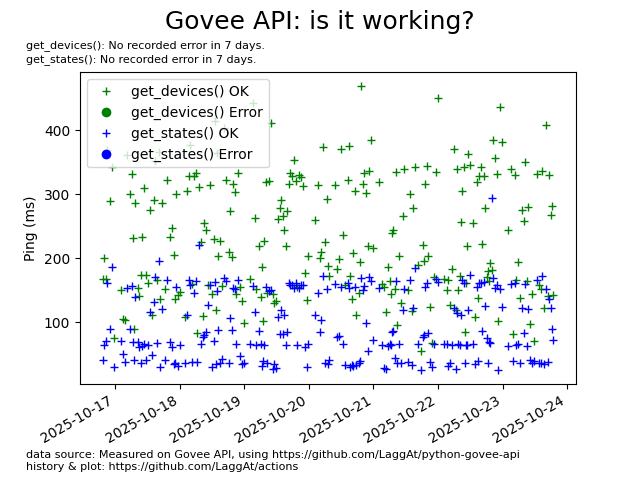 Govee API: is it working?
get_devices(): No recorded error in 7 days.
get_states(): No recorded error in 7 days.
get_devices() OK
get_devices() Error
get_states() OK
get_states() Error
Ping (ms)
400
300
200
100
2025-10-17
2025-10-18
2025-10-19
2025-10-20
2025-10-21
2025-10-22
2025-10-23
2025-10-24
data source: Measured on Govee API, using https://github.com/LaggAt/python-govee-api
history & plot: https://github.com/LaggAt/actions